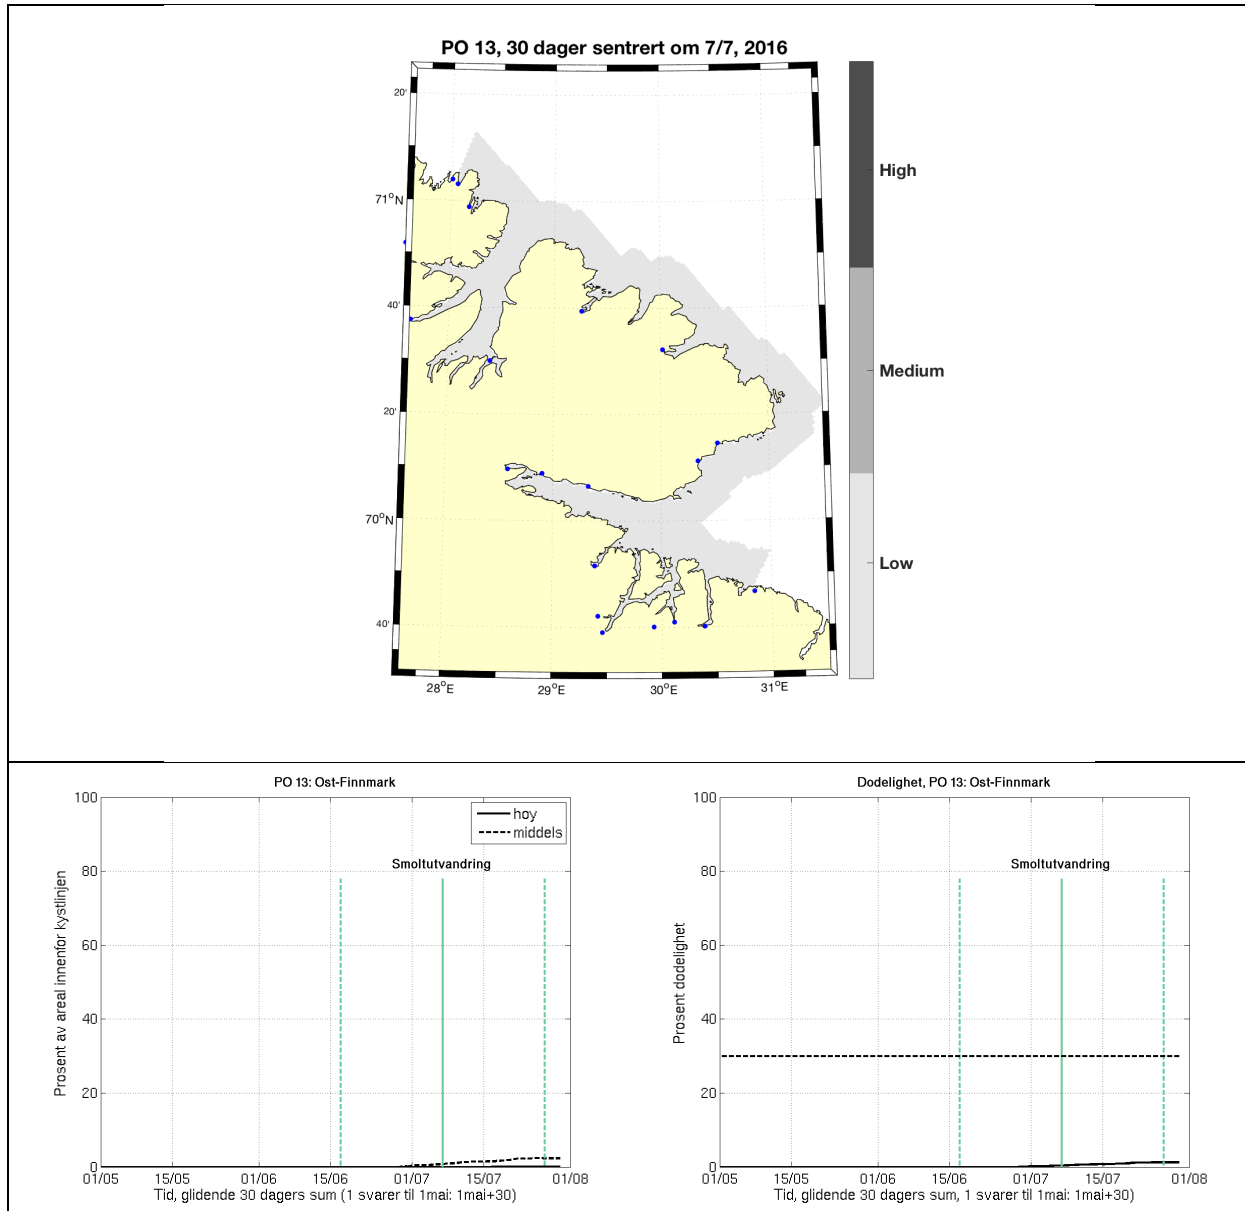 PO 13, 30 dager sentrert om 7/7, 2016
20'
71°N
40'
20'
70°N
40'
28°E
29°E
30°E
31°E
High
Medium
Low
PO 13: Ost-Finnmark
hoy
middels
Smoltutvandring
Prosent av areal innenfor kystlinjen
100
80
60
40
20
0
01/05
15/05
01/06
15/06
01/07
15/07
01/08
Tid, glidende 30 dagers sum (1 svarer til 1mai: 1mai+30)
Dodelighet, PO 13: Ost-Finnmark
Smoltutvandring
Prosent dodelighet
100
80
60
40
20
0
01/05
15/05
01/06
15/06
01/07
15/07
01/08
Tid, glidende 30 dagers sum, 1 svarer til 1mai: 1mai+30)